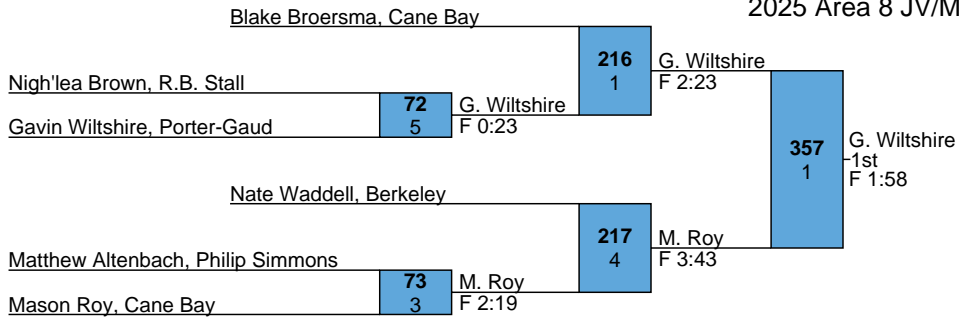 2025 Area 8 JV/M
Blake Broersma, Cane Bay
216
1
G. Wiltshire
F 2:23
Nigh'lea Brown, R.B. Stall
72
5
G. Wiltshire
F 0:23
Gavin Wiltshire, Porter-Gaud
357
1
G. Wiltshire
1st
F 1:58
Nate Waddell, Berkeley
217
4
M. Roy
F 3:43
Matthew Altenbach, Philip Simmons
73
3
M. Roy
F 2:19
Mason Roy, Cane Bay